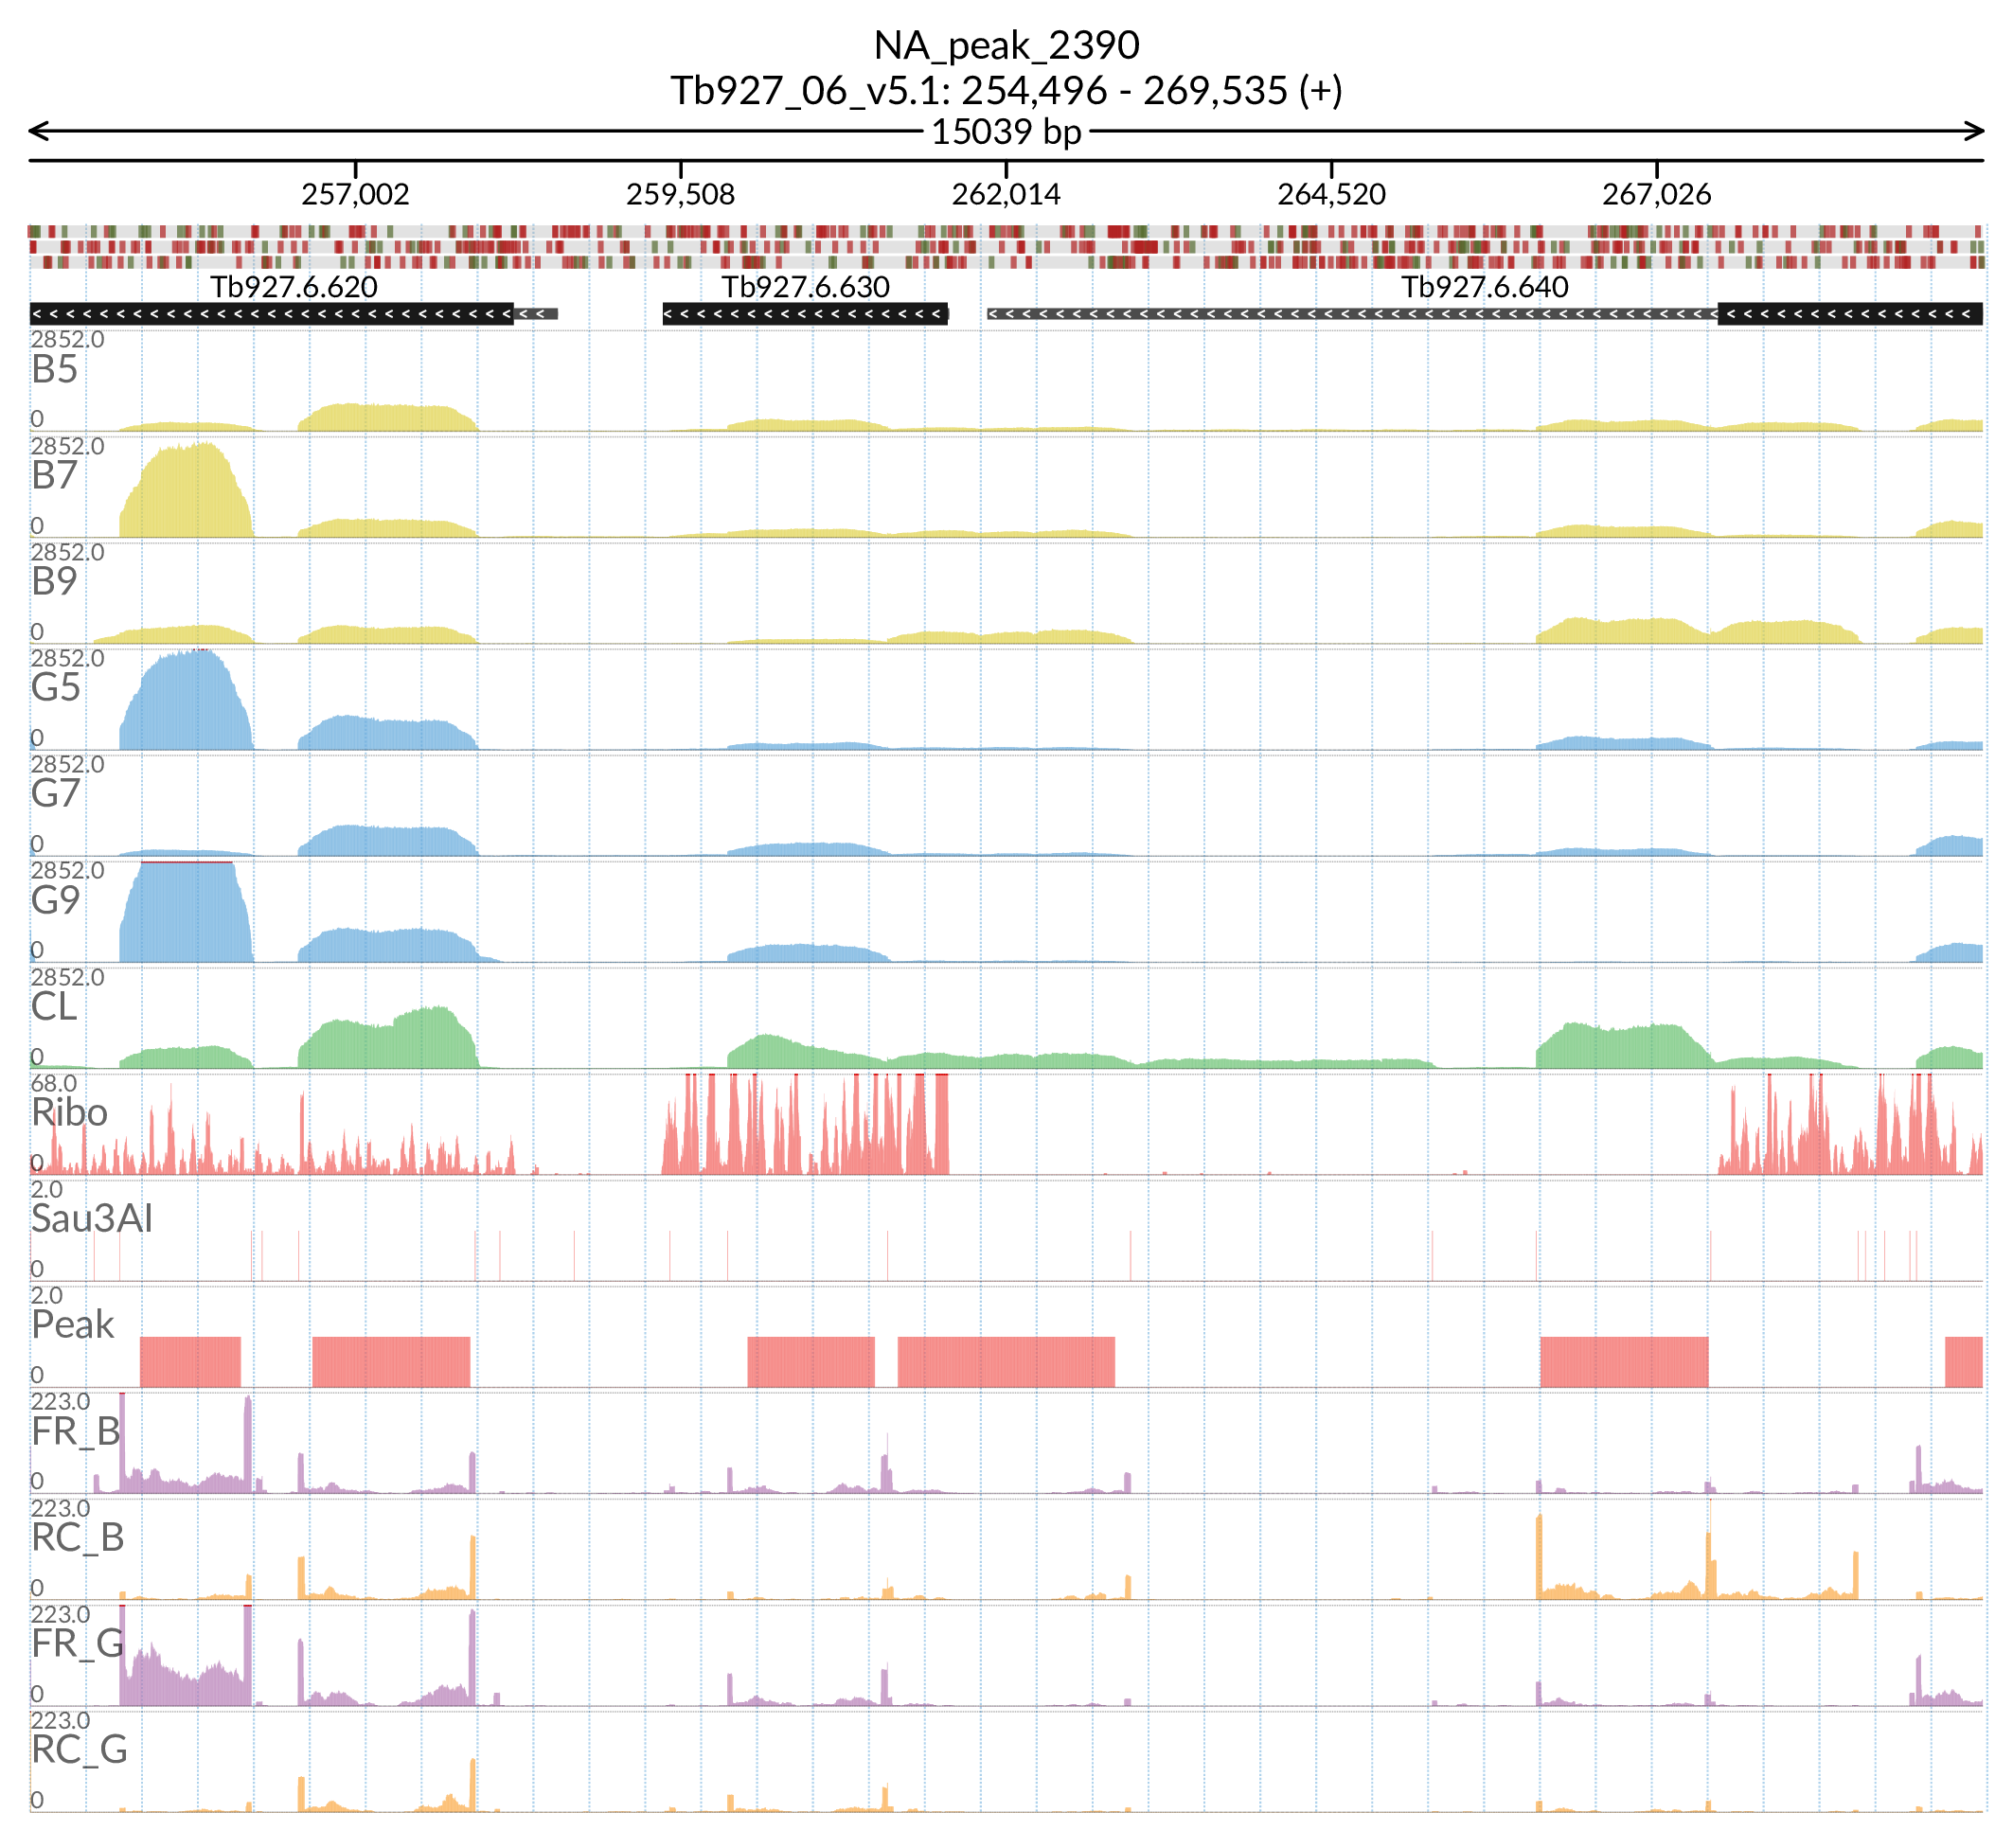 NA_peak_2390
Tb927_06_v5.1: 254,496 - 269,535 (+)
15039 bp
257,002 259,508 262,014 264,520 267,026
Tb927.6.620 Tb927.6.630 Tb927.6.640
2852.0
B5
0
2852.0
B7
0
2852.0
B9
0
2852.0
G5
0
2852.0
G7
0
2852.0
G9
0
2852.0
CL
0
68.0
Ribo
0
2.0
Sau3AI
0
2.0
Peak
0
223.0
FR_B
0
223.0
RC_B
0
223.0
FR_G
0
223.0
RC_G
0